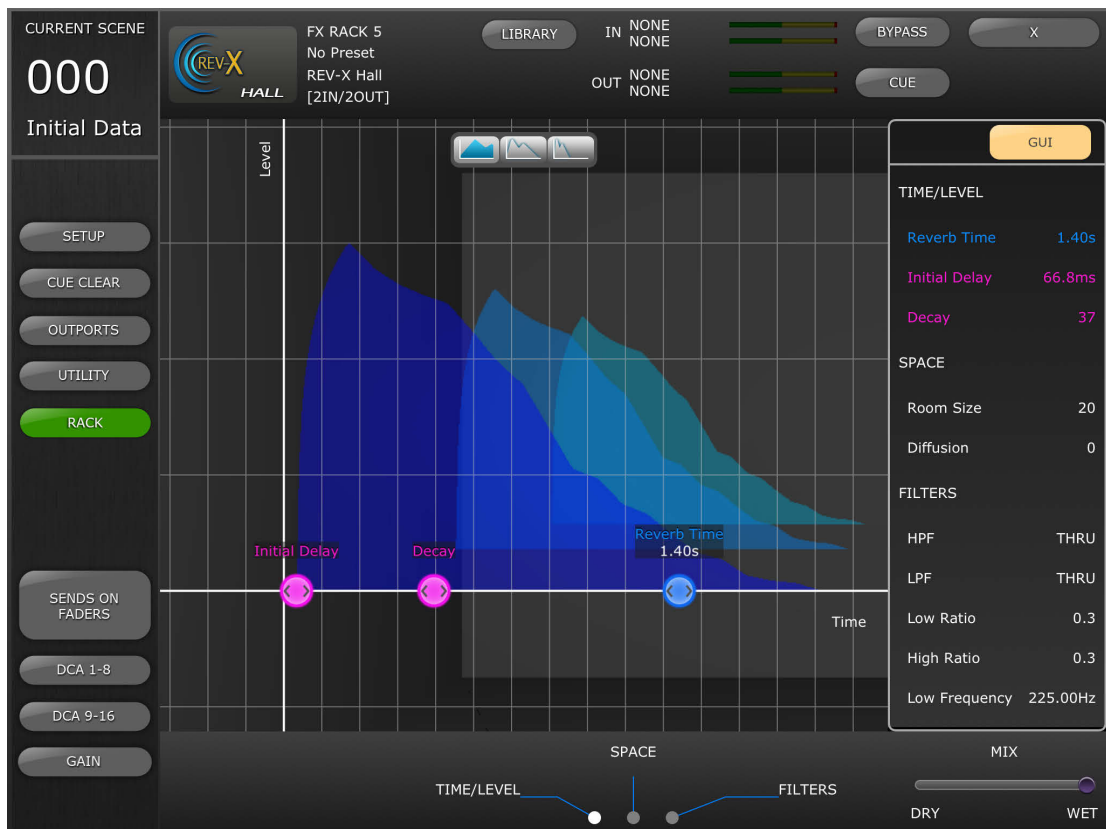 CURRENT SCENE
000
Initial Data
SETUP
CUE CLEAR
OUTPORTS
UTILITY
RACK
SENDS ON
FADERS
DCA 1-8
DCA 9-16
GAIN
REV-X
HALL
FX RACK 5
No Preset
REV-X Hall
[2IN/2OUT]
LIBRARY
IN NONE
NONE
OUT NONE
NONE
BYPASS
X
CUE
Level
Initial Delay
Decay
Reverb Time
1.40s
Time
GUI
TIME/LEVEL
Reverb Time 1.40s
Initial Delay 66.8ms
Decay 37
SPACE
Room Size 20
Diffusion 0
FILTERS
HPF THRU
LPF THRU
Low Ratio 0.3
High Ratio 0.3
Low Frequency 225.00Hz
SPACE
TIME/LEVEL
FILTERS
MIX
DRY WET